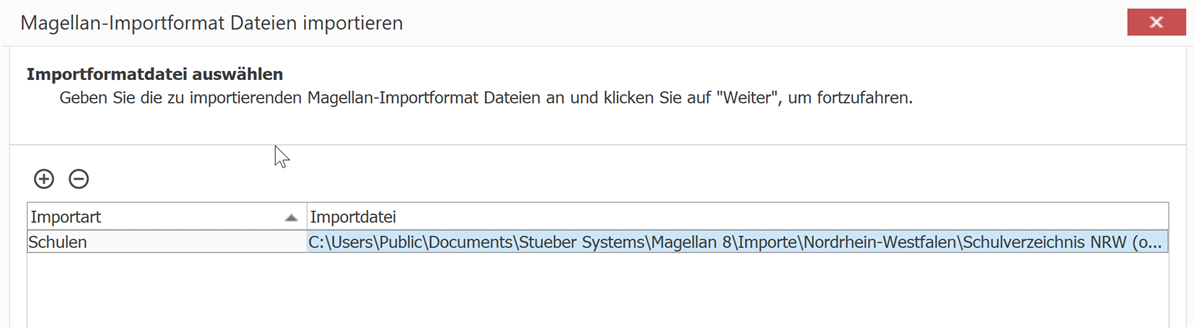 Magellan-Importformat Dateien importieren
Importformatdatei auswählen
Geben Sie die zu importierenden Magellan-Importformat Dateien an und klicken Sie auf "Weiter", um fortzufahren.
Importart Importdatei
Schulen C:\Users\Public\Documents\Stueber Systems\Magellan 8\Importe\Nordrhein-Westfalen\Schulverzeichnis NRW (o...